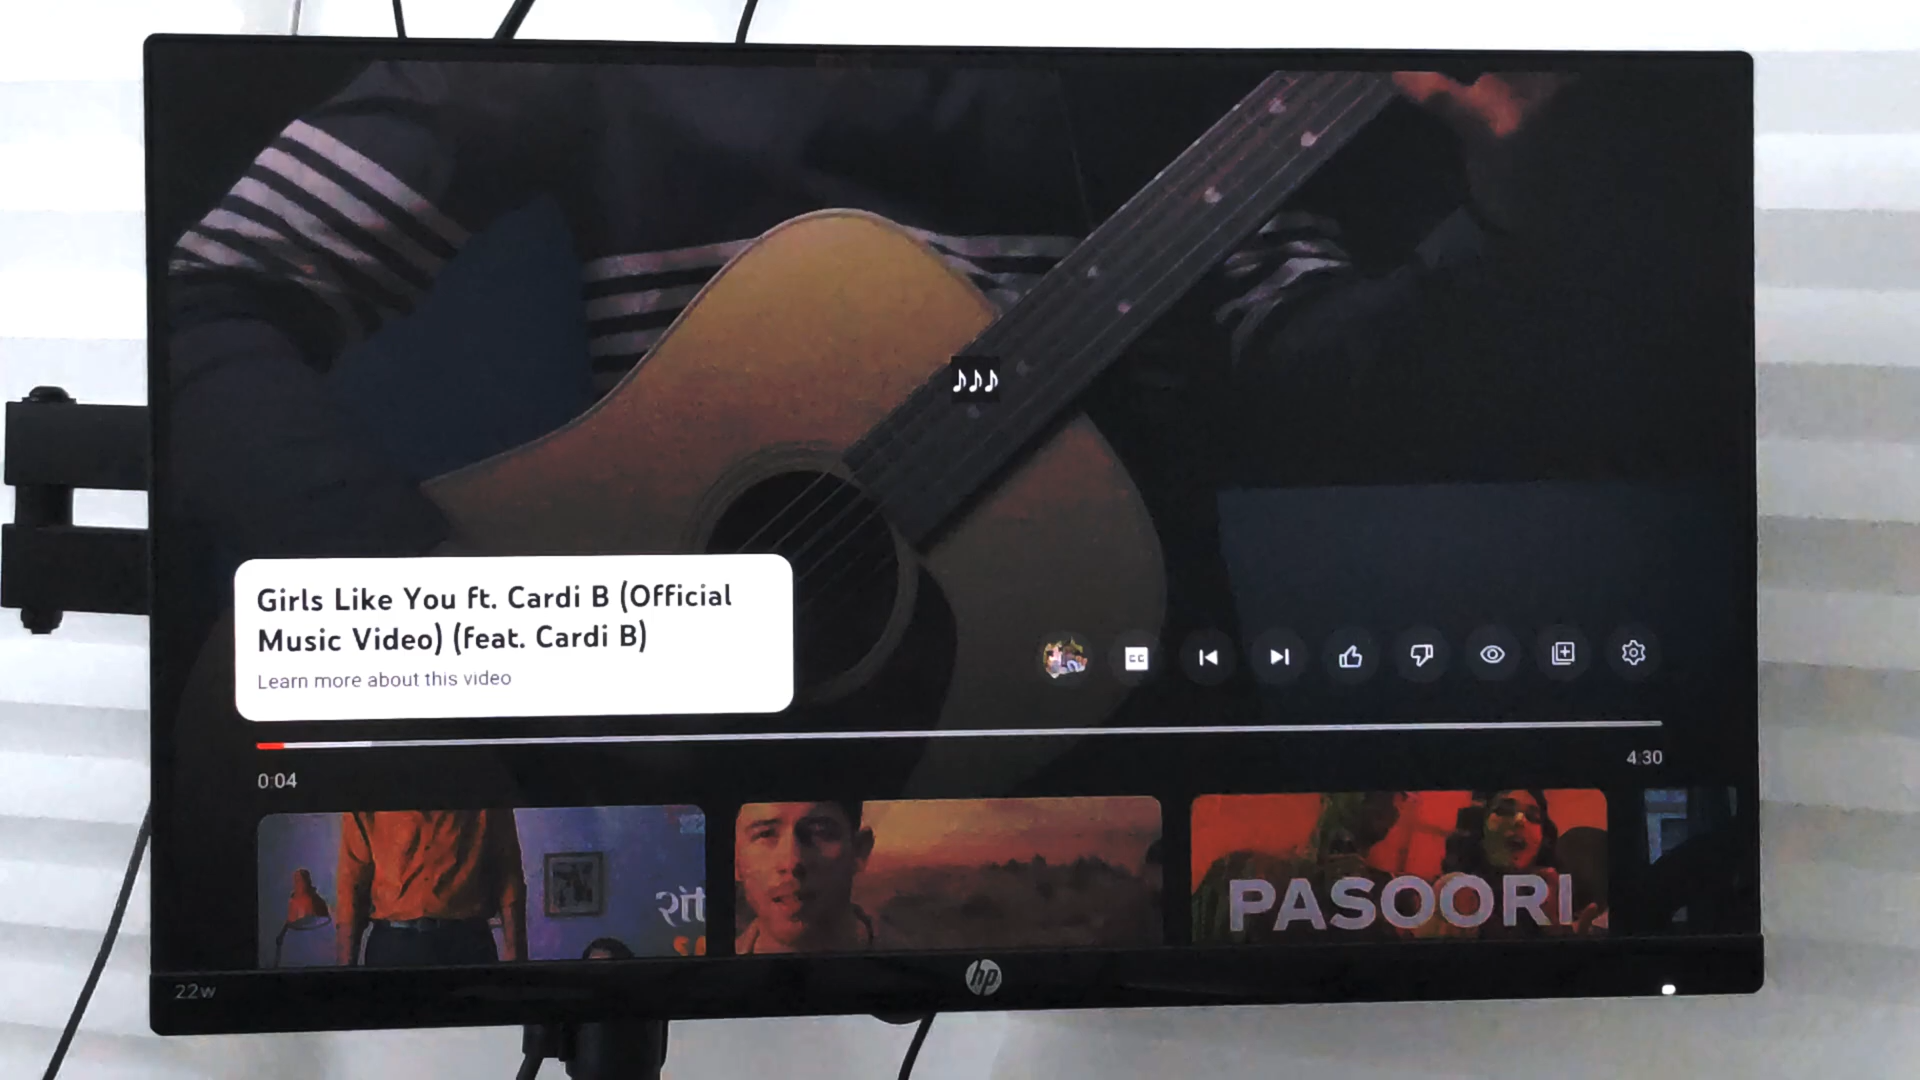 ♪♪♪
Girls Like You ft. Cardi B (Official
Music Video) (feat. Cardi B)
Learn more about this video
CC
0:04
4:30
PASOORI
hp
22w